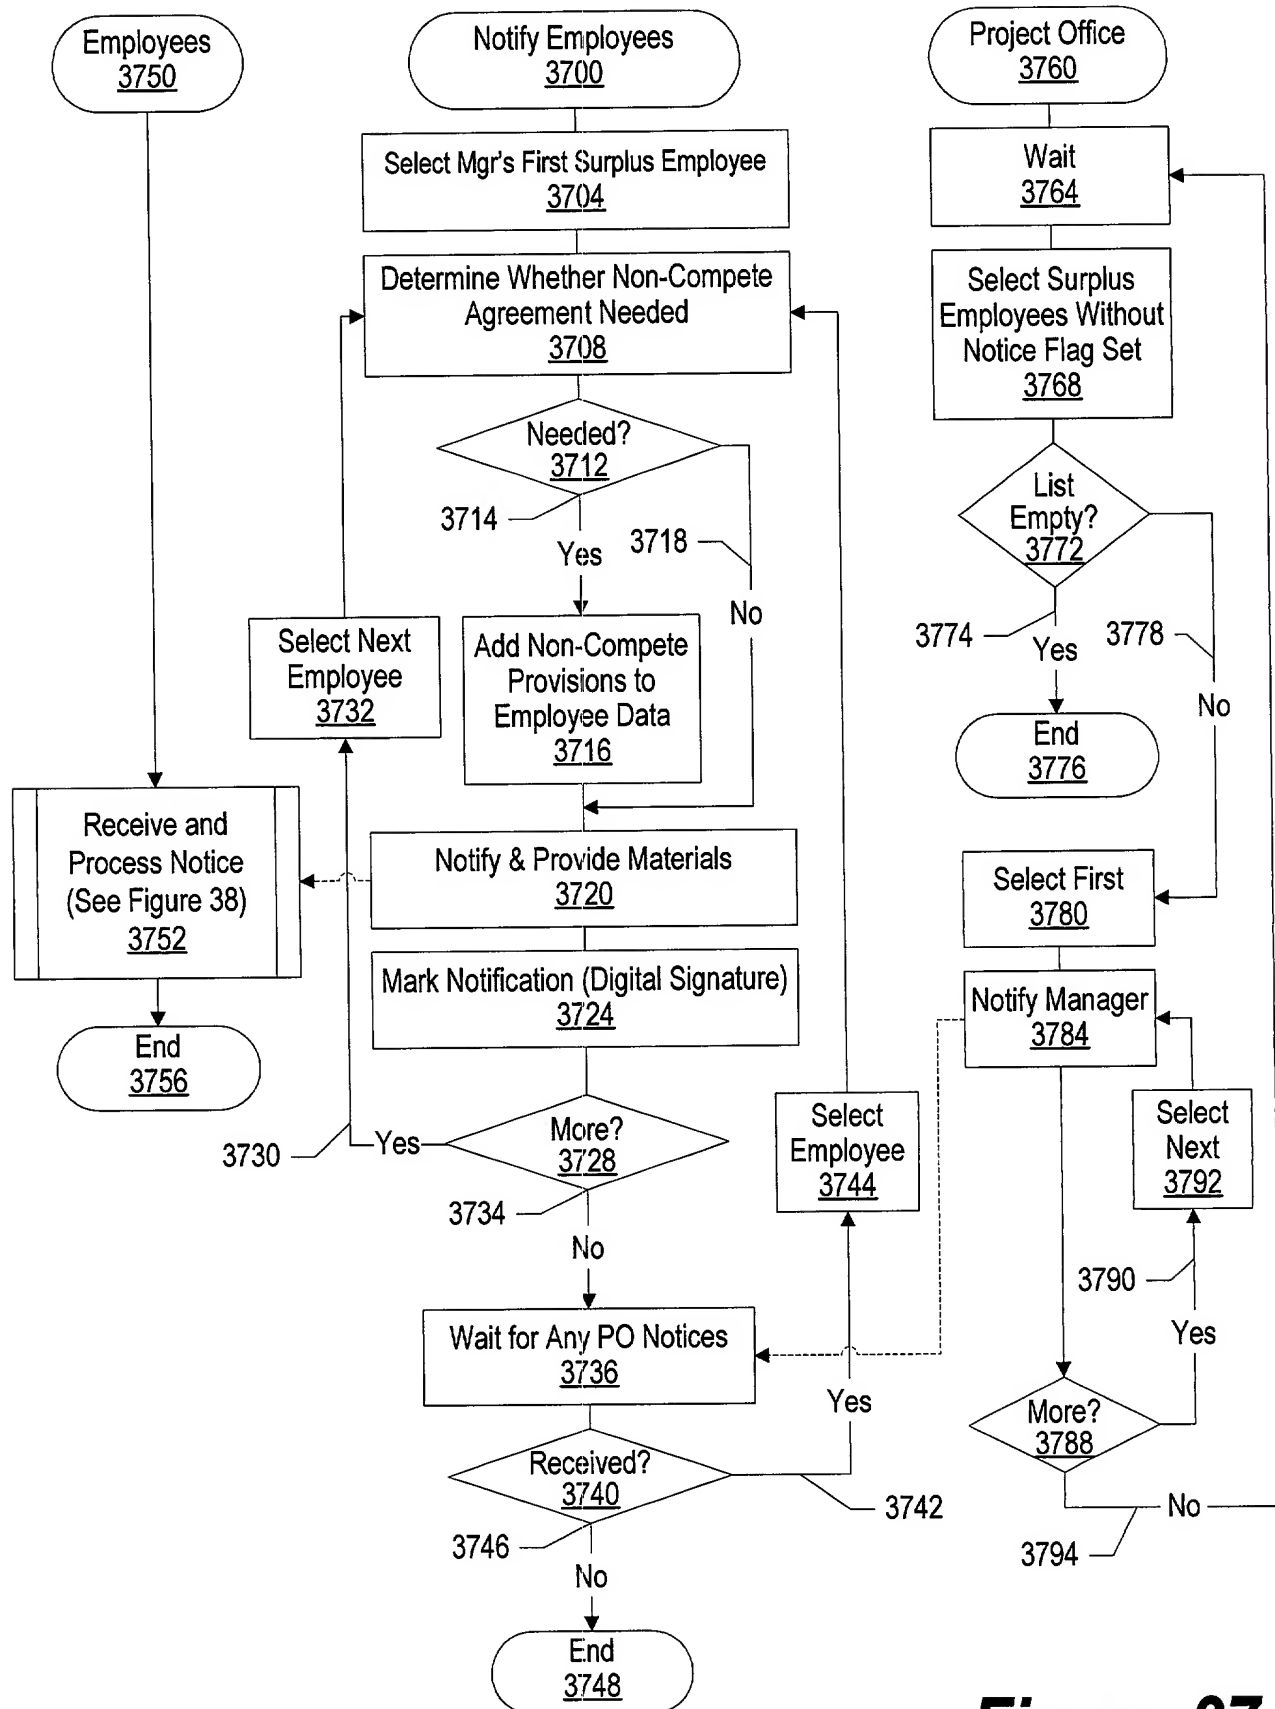 Employees
3750
Receive and
Process Notice
(See Figure 38)
3752
End
3756
Notify Employees
3700
Select Mgr's First Surplus Employee
3704
Determine Whether Non-Compete
Agreement Needed
3708
Needed?
3712
3714
Yes
3718
No
Select Next
Employee
3732
Add Non-Compete
Provisions to
Employee Data
3716
Notify & Provide Materials
3720
Mark Notification (Digital Signature)
3724
More?
3728
Yes
3730
3734
No
Select
Employee
3744
Wait for Any PO Notices
3736
Yes
Received?
3740
3742
3746
No
End
3748
Project Office
3760
Wait
3764
Select Surplus
Employees Without
Notice Flag Set
3768
List
Empty?
3772
3774
Yes
3778
No
End
3776
Select First
3780
Notify Manager
3784
Select
Next
3792
3790
Yes
More?
3788
No
3794